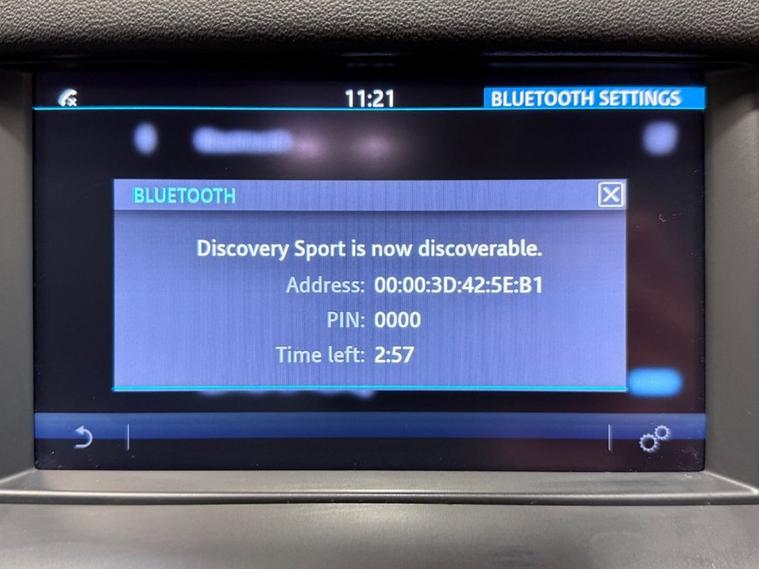 11:21 BLUETOOTH SETTINGS
BLUETOOTH
Discovery Sport is now discoverable.
Address: 00:00:3D:42:5E:B1
PIN: 0000
Time left: 2:57